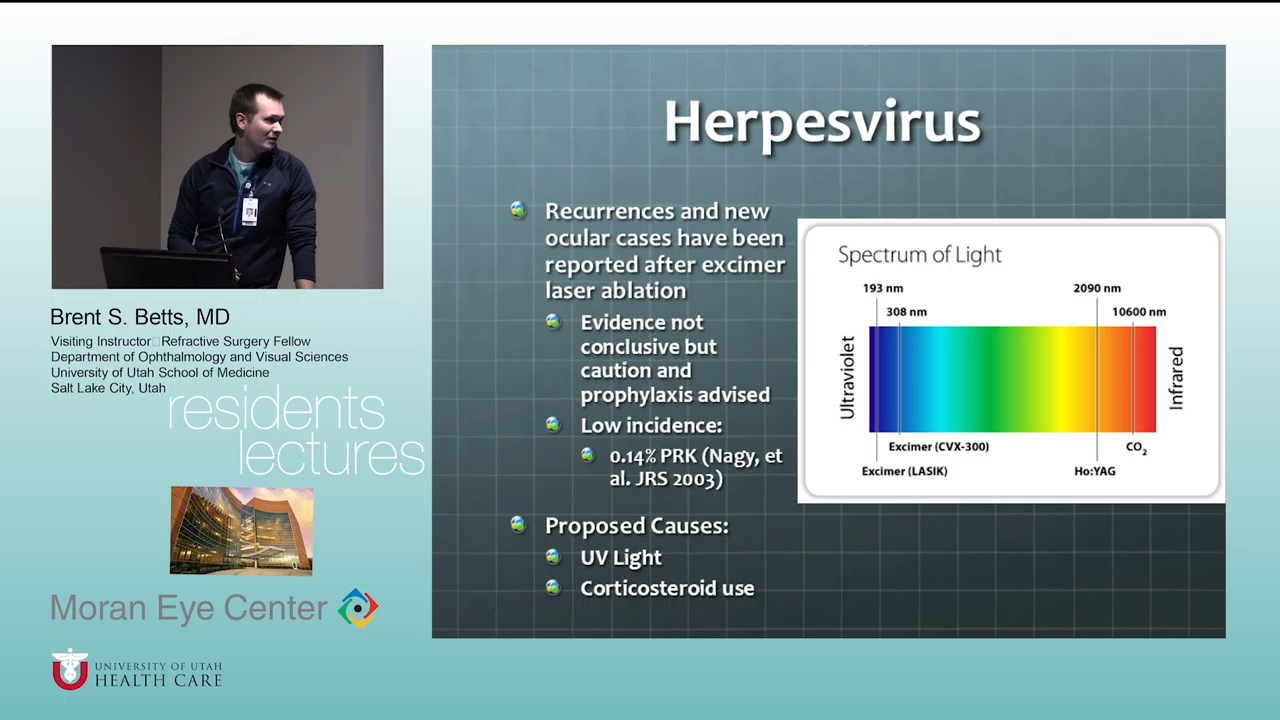 Herpesvirus
Recurrences and new
ocular cases have been
reported after excimer
laser ablation
Evidence not
conclusive but
caution and
prophylaxis advised
Low incidence:
0.14% PRK (Nagy, et
al. JRS 2003)
Proposed Causes:
UV Light
Corticosteroid use
Spectrum of Light
193 nm
2090 nm
308 nm
10600 nm
Ultraviolet
Infrared
Excimer (CVX-300)
CO2
Excimer (LASIK)
Ho:YAG
Brent S. Betts, MD
Visiting Instructor Refractive Surgery Fellow
Department of Ophthalmology and Visual Sciences
University of Utah School of Medicine
Salt Lake City, Utah
residents
lectures
Moran Eye Center
U
UNIVERSITY OF UTAH
HEALTH CARE